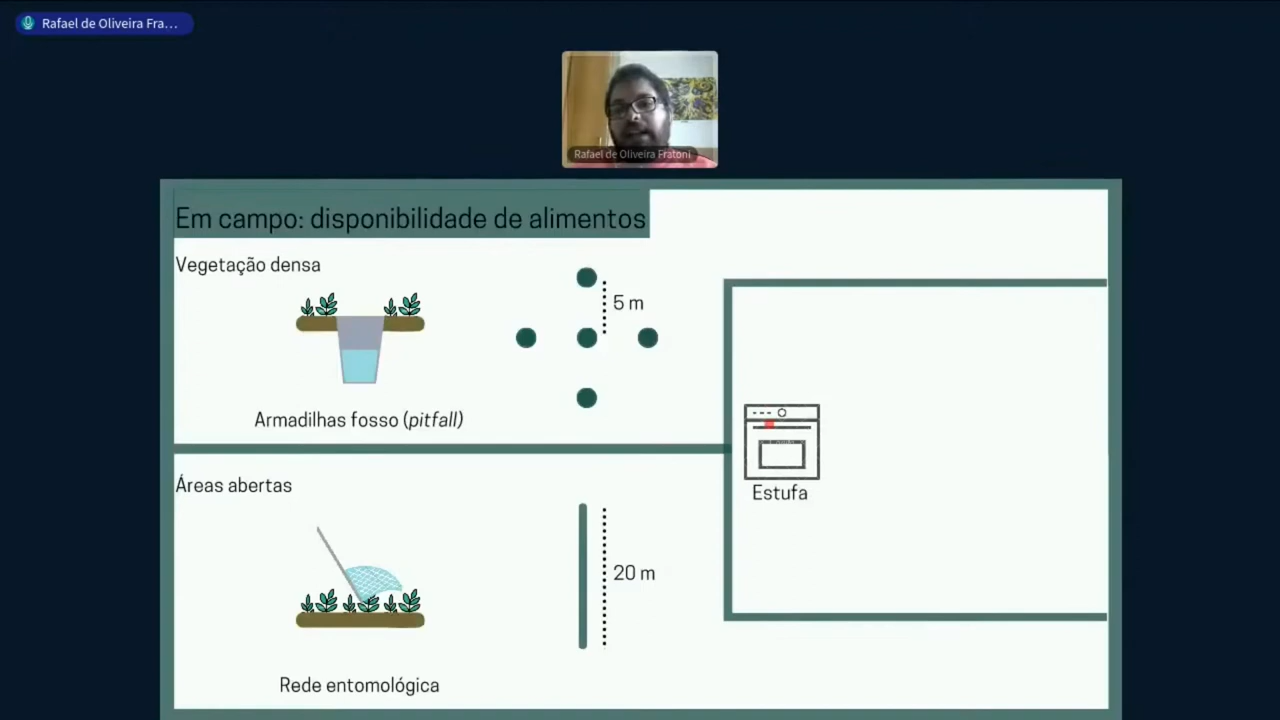 Rafael de Oliveira Fra...
Rafael de Oliveira Fratoni
Em campo: disponibilidade de alimentos
Vegetação densa
5 m
Armadilhas fosso (pitfall)
Estufa
Áreas abertas
20 m
Rede entomológica